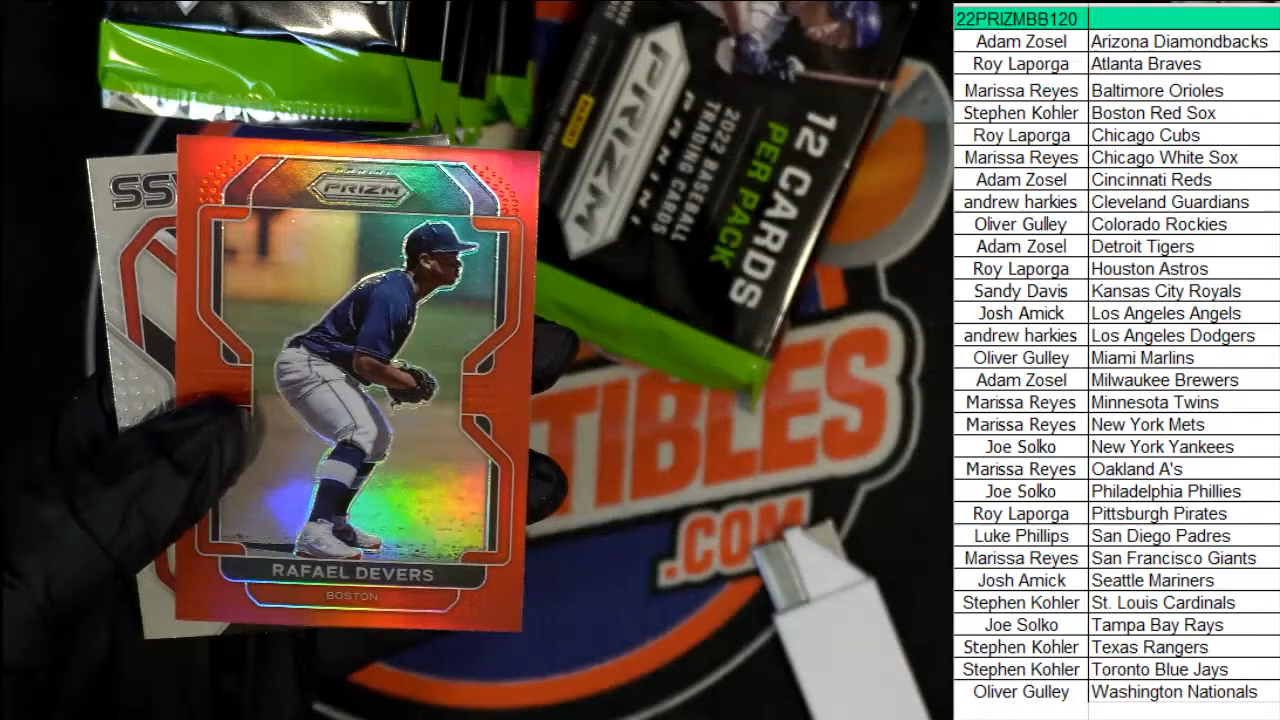 SS
PANINI
PRIZM
RAFAEL DEVERS
BOSTON
PRIZM
PANINI
2022 BASEBALL
TRADING CARDS
12 CARDS
PER PACK
TIBLES
.COM
22PRIZMBB120
Adam Zosel Arizona Diamondbacks
Roy Laporga Atlanta Braves
Marissa Reyes Baltimore Orioles
Stephen Kohler Boston Red Sox
Roy Laporga Chicago Cubs
Marissa Reyes Chicago White Sox
Adam Zosel Cincinnati Reds
andrew harkies Cleveland Guardians
Oliver Gulley Colorado Rockies
Adam Zosel Detroit Tigers
Roy Laporga Houston Astros
Sandy Davis Kansas City Royals
Josh Amick Los Angeles Angels
andrew harkies Los Angeles Dodgers
Oliver Gulley Miami Marlins
Adam Zosel Milwaukee Brewers
Marissa Reyes Minnesota Twins
Marissa Reyes New York Mets
Joe Solko New York Yankees
Marissa Reyes Oakland A's
Joe Solko Philadelphia Phillies
Roy Laporga Pittsburgh Pirates
Luke Phillips San Diego Padres
Marissa Reyes San Francisco Giants
Josh Amick Seattle Mariners
Stephen Kohler St. Louis Cardinals
Joe Solko Tampa Bay Rays
Stephen Kohler Texas Rangers
Stephen Kohler Toronto Blue Jays
Oliver Gulley Washington Nationals